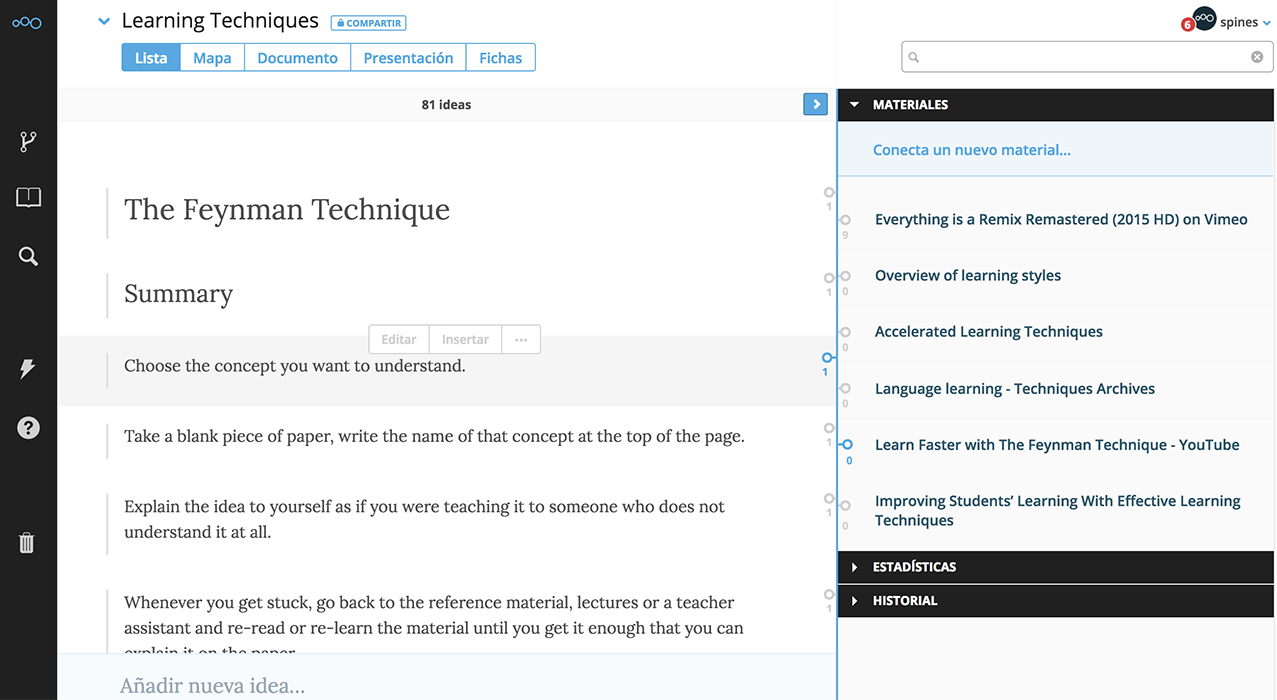 Learning Techniques
COMPARTIR
6
spines
Lista
Mapa
Documento
Presentación
Fichas
81 ideas
MATERIALES
Conecta un nuevo material...
The Feynman Technique
1
Everything is a Remix Remastered (2015 HD) on Vimeo
9
Summary
1
Overview of learning styles
0
Editar
Insertar
...
Choose the concept you want to understand.
1
Accelerated Learning Techniques
0
Language learning - Techniques Archives
0
Take a blank piece of paper, write the name of that concept at the top of the page.
1
Learn Faster with The Feynman Technique - YouTube
0
Explain the idea to yourself as if you were teaching it to someone who does not
understand it at all.
1
Improving Students’ Learning With Effective Learning
Techniques
0
ESTADÍSTICAS
HISTORIAL
Whenever you get stuck, go back to the reference material, lectures or a teacher
assistant and re-read or re-learn the material until you get it enough that you can
explain it on the paper
1
Añadir nueva idea...